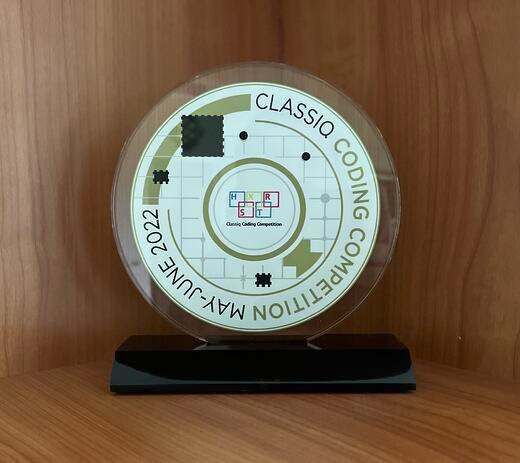 CLASSIQ CODING COMPETITION MAY-JUNE 2022
H X R
S T
Classiq Coding Competition